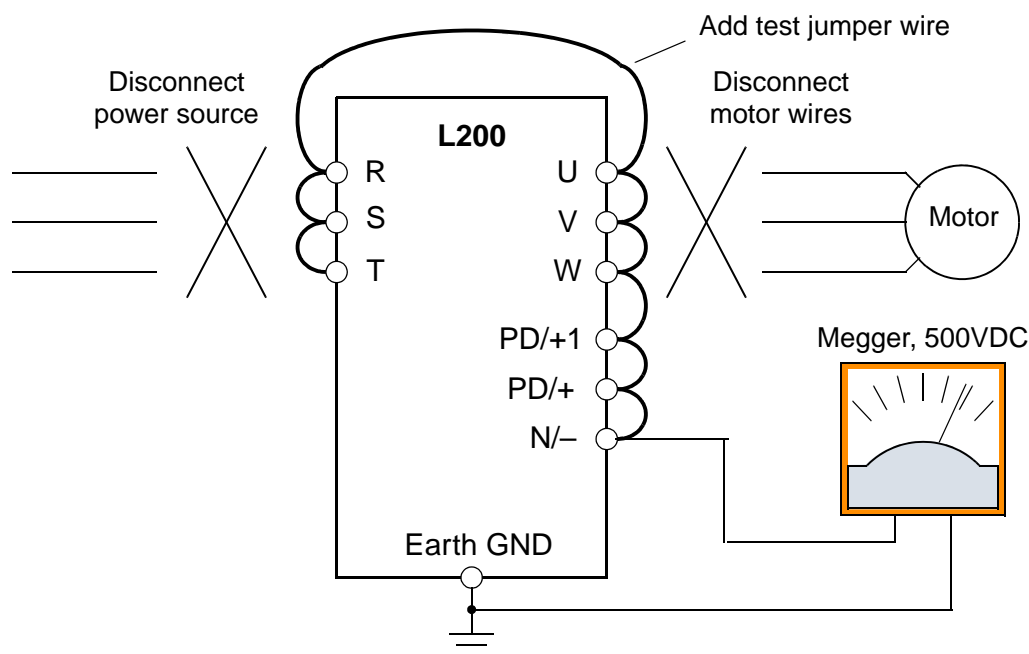 Add test jumper wire
Disconnect
power source
Disconnect
motor wires
L200
R
U
S
V
Motor
T
W
PD/+1
Megger, 500VDC
PD/+
N/–
Earth GND